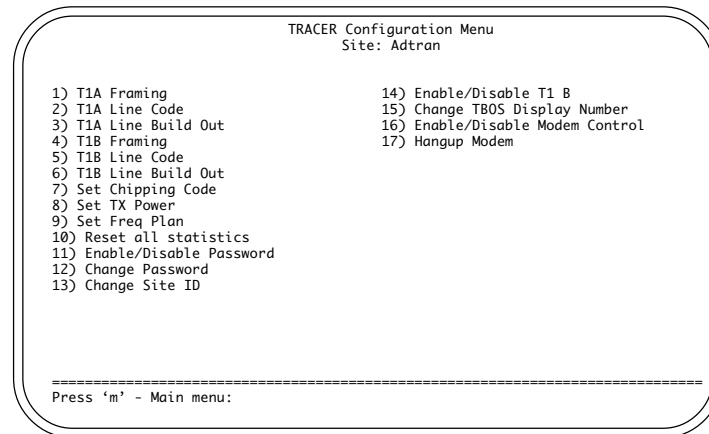 TRACER Configuration Menu
Site: Adtran
1) T1A Framing
2) T1A Line Code
3) T1A Line Build Out
4) T1B Framing
5) T1B Line Code
6) T1B Line Build Out
7) Set Chipping Code
8) Set TX Power
9) Set Freq Plan
10) Reset all statistics
11) Enable/Disable Password
12) Change Password
13) Change Site ID
14) Enable/Disable T1 B
15) Change TBOS Display Number
16) Enable/Disable Modem Control
17) Hangup Modem
===============================================================================
Press ‘m’ - Main menu: